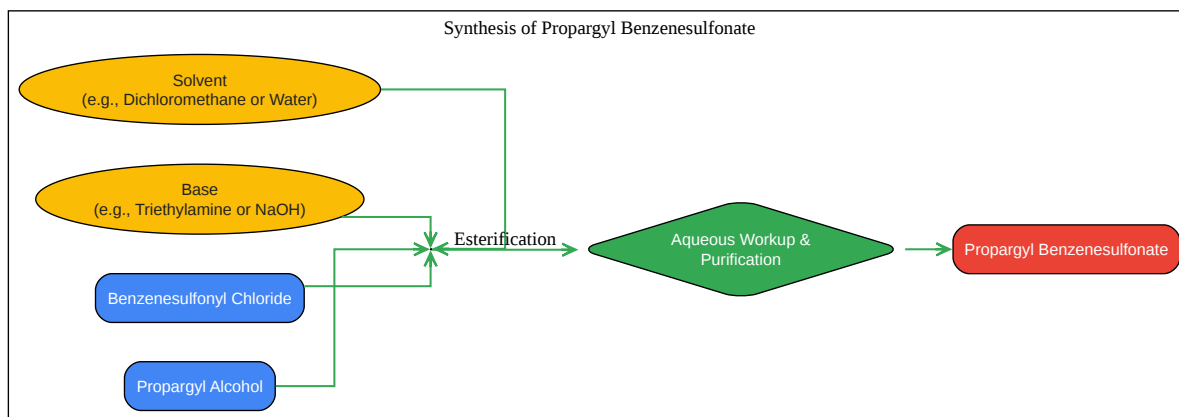 Synthesis of Propargyl Benzenesulfonate
Solvent
(e.g., Dichloromethane or Water)
Base
(e.g., Triethylamine or NaOH)
Esterification
Aqueous Workup &
Purification
Propargyl Benzenesulfonate
Benzenesulfonyl Chloride
Propargyl Alcohol